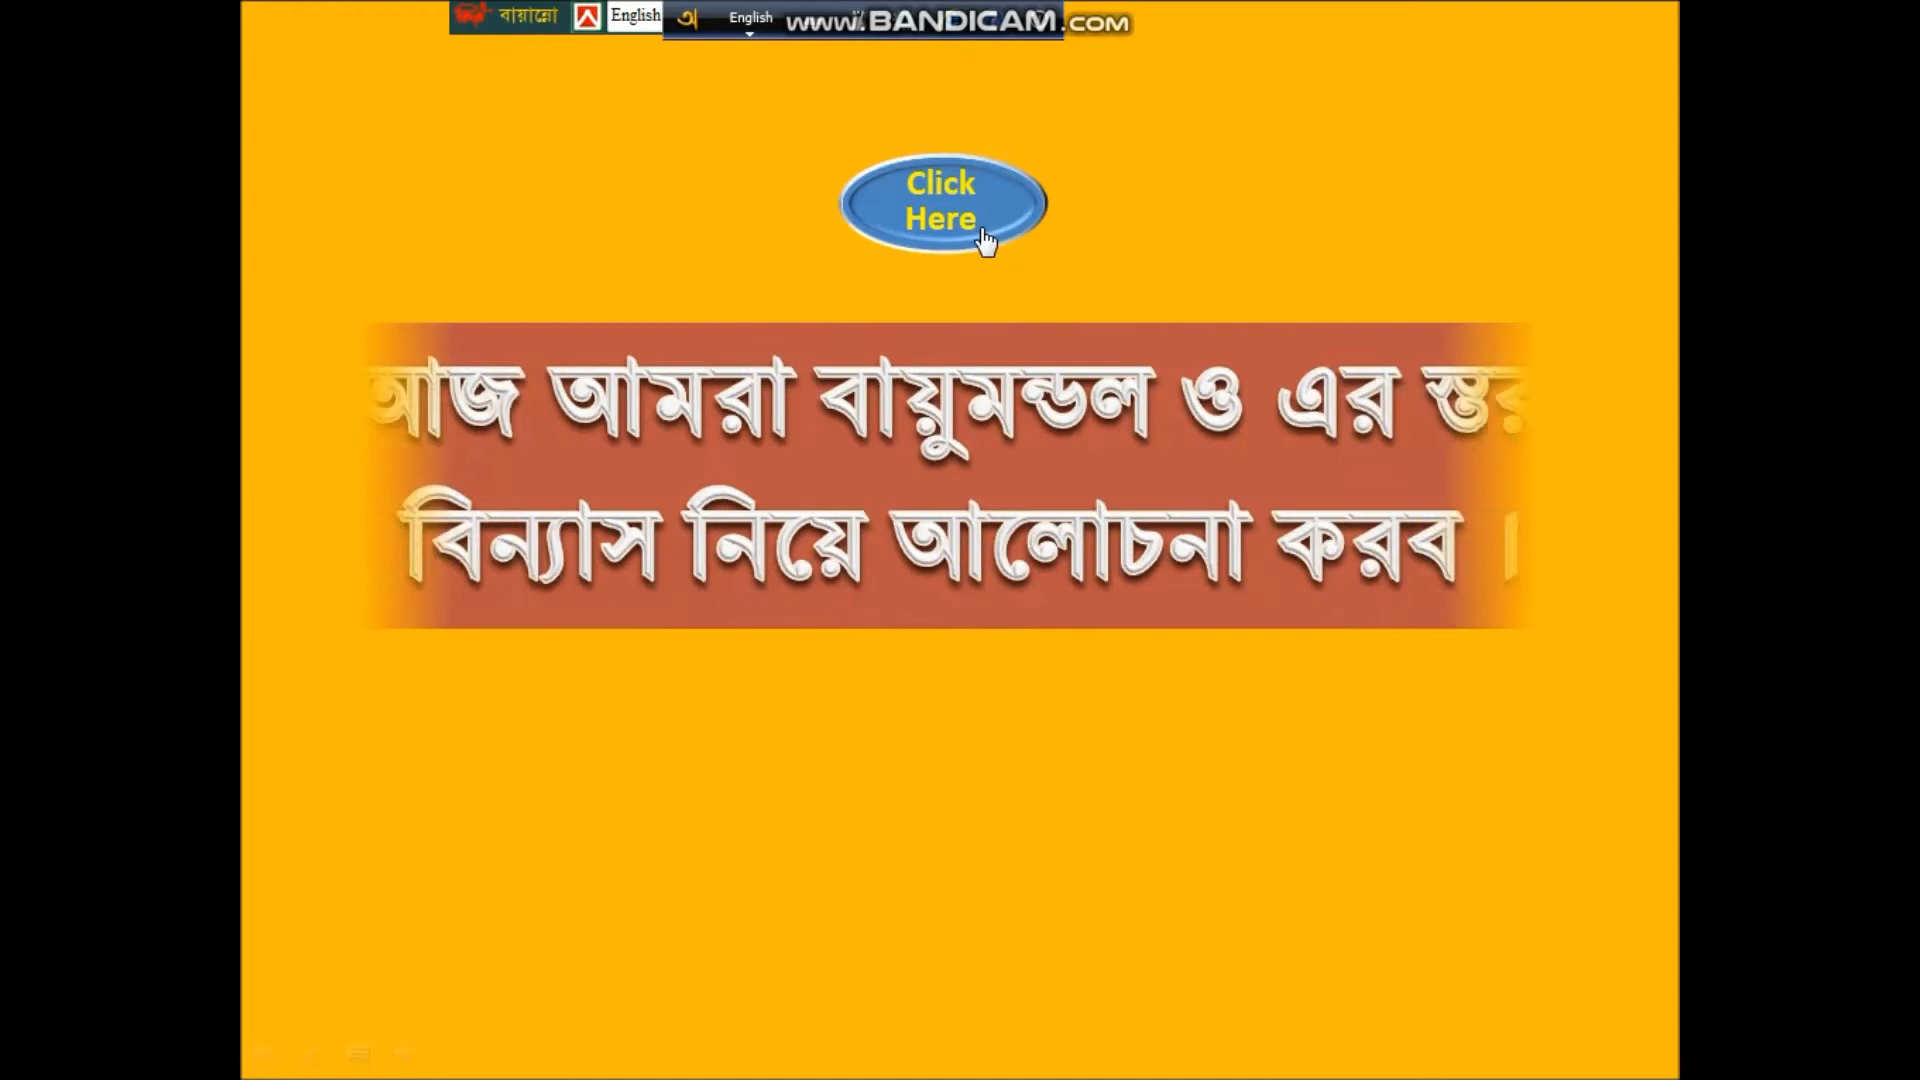 বায়ান্নো English অ English www.BANDICAM.COM
Click
Here
আজ আমরা বায়ুমন্ডল ও এর স্তর
বিন্যাস নিয়ে আলোচনা করব ।